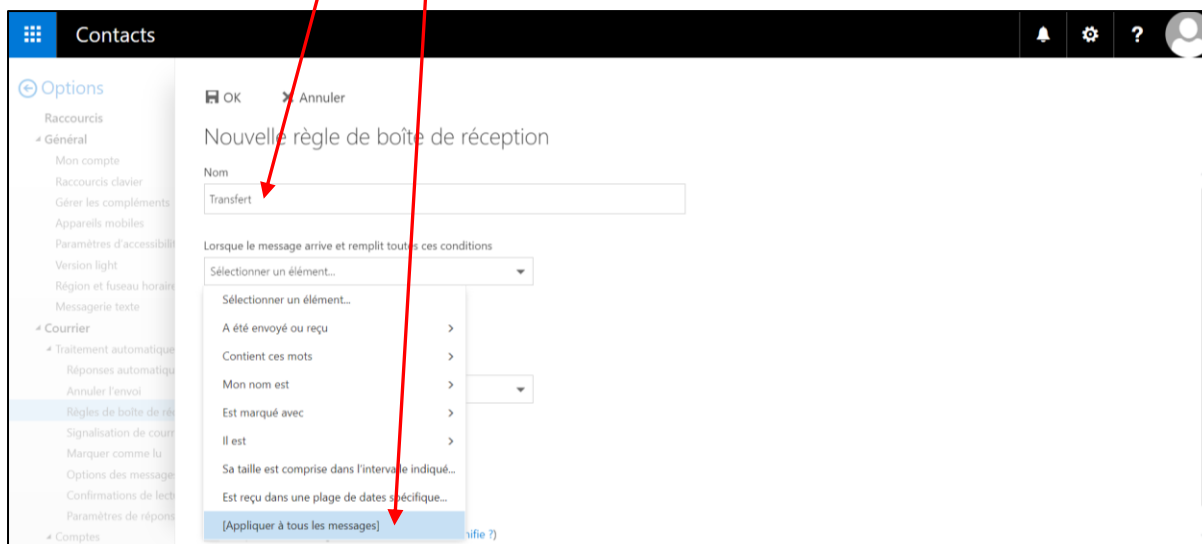 Contacts
?
Options
Raccourcis
Général
Mon compte
Raccourcis clavier
Gérer les compléments
Appareils mobiles
Paramètres d'accessibilit
Version light
Région et fuseau horaire
Messagerie texte
Courrier
Traitement automatique
Réponses automatiqu
Annuler l'envoi
Règles de boîte de réc
Signalisation de courr
Marquer comme lu
Options des message
Confirmations de lect
Paramètres de répons
Comptes
OK Annuler
Nouvelle règle de boîte de réception
Nom
Transfert
Lorsque le message arrive et remplit toutes ces conditions
Sélectionner un élément...
Sélectionner un élément...
A été envoyé ou reçu
Contient ces mots
Mon nom est
Est marqué avec
Il est
Sa taille est comprise dans l'intervalle indiqué...
Est reçu dans une plage de dates spécifique...
[Appliquer à tous les messages]
nifie ?)